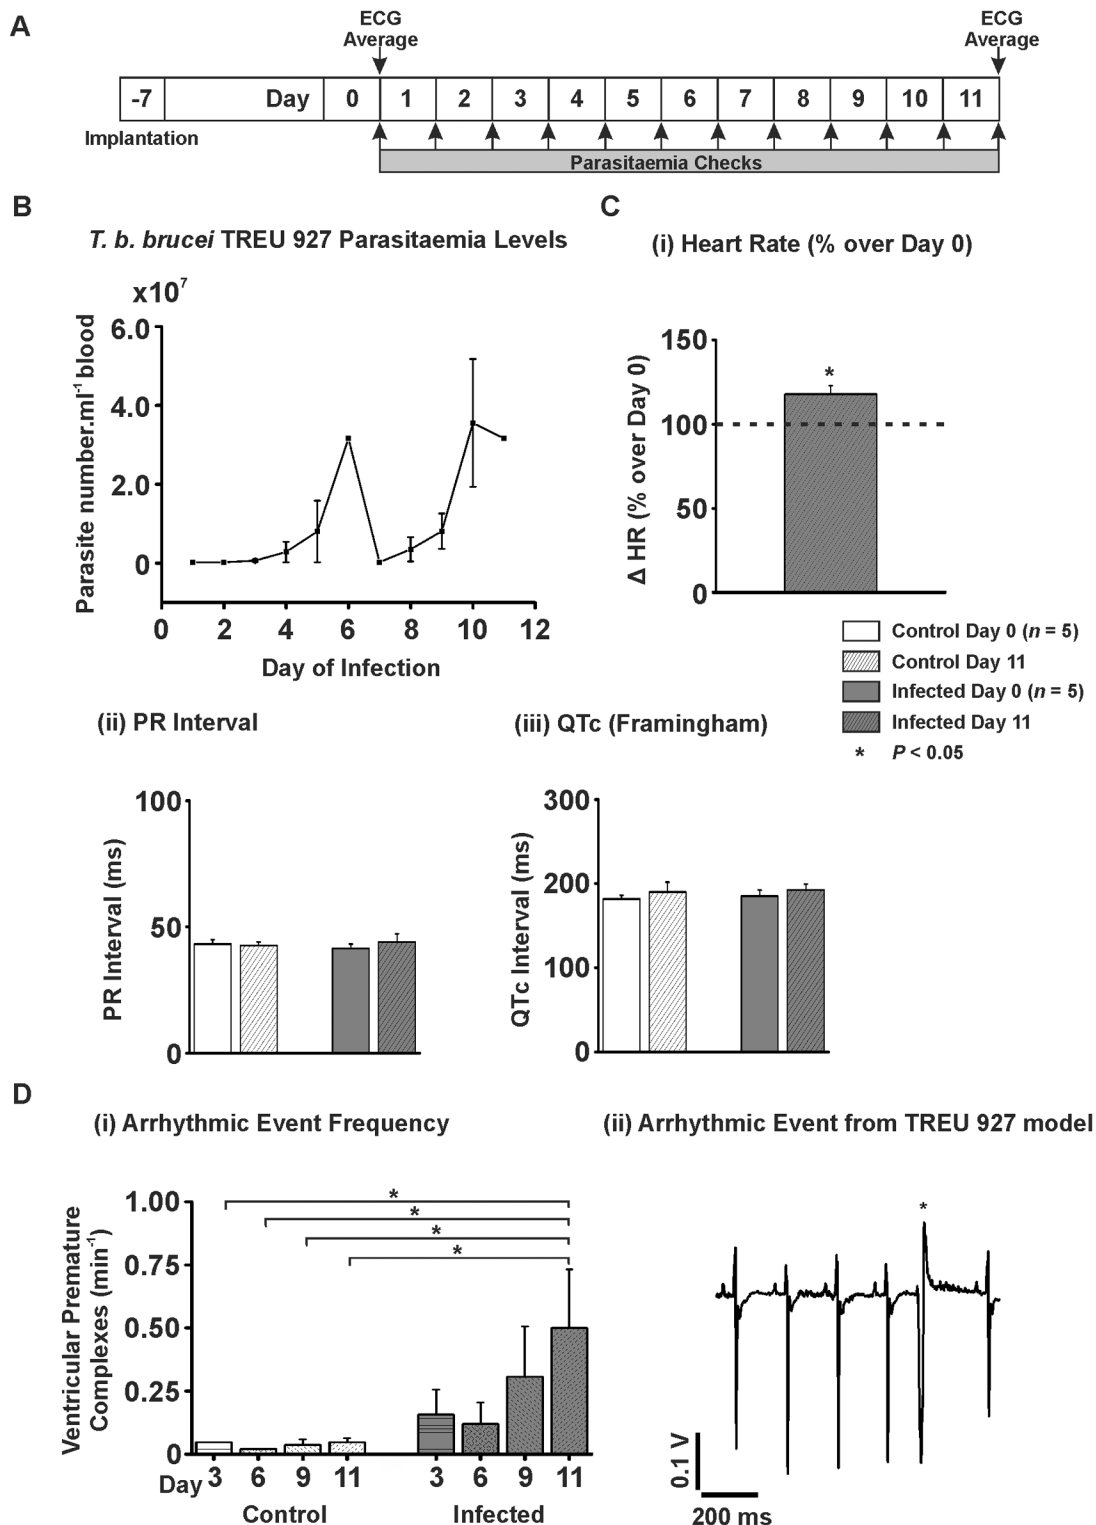 A
ECG
Average
ECG
Average
-7 Day 0 1 2 3 4 5 6 7 8 9 10 11
Implantation
Parasitaemia Checks
B
T. b. brucei TREU 927 Parasitaemia Levels
x10⁷
Parasite number.ml⁻¹ blood
6.0
4.0
2.0
0
0 2 4 6 8 10 12
Day of Infection
C
(i) Heart Rate (% over Day 0)
Δ HR (% over Day 0)
150
100
50
0
*
Control Day 0 (n = 5)
Control Day 11
Infected Day 0 (n = 5)
Infected Day 11
* P < 0.05
(ii) PR Interval
PR Interval (ms)
100
50
0
(iii) QTc (Framingham)
QTc Interval (ms)
300
200
100
0
D
(i) Arrhythmic Event Frequency
Ventricular Premature
Complexes (min⁻¹)
1.00
0.75
0.50
0.25
0
*
*
*
*
Day 3 6 9 11 3 6 9 11
Control Infected
(ii) Arrhythmic Event from TREU 927 model
*
0.1 V
200 ms